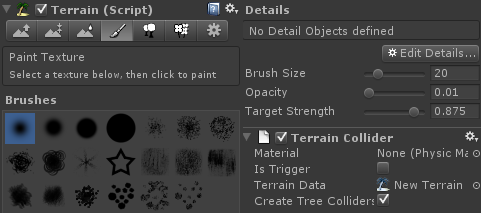 Terrain (Script)
Paint Texture
Select a texture below, then click to paint
Brushes
Details
No Detail Objects defined
Edit Details...
Brush Size 20
Opacity 0.01
Target Strength 0.875
Terrain Collider
Material None (Physic Ma
Is Trigger
Terrain Data New Terrain
Create Tree Colliders